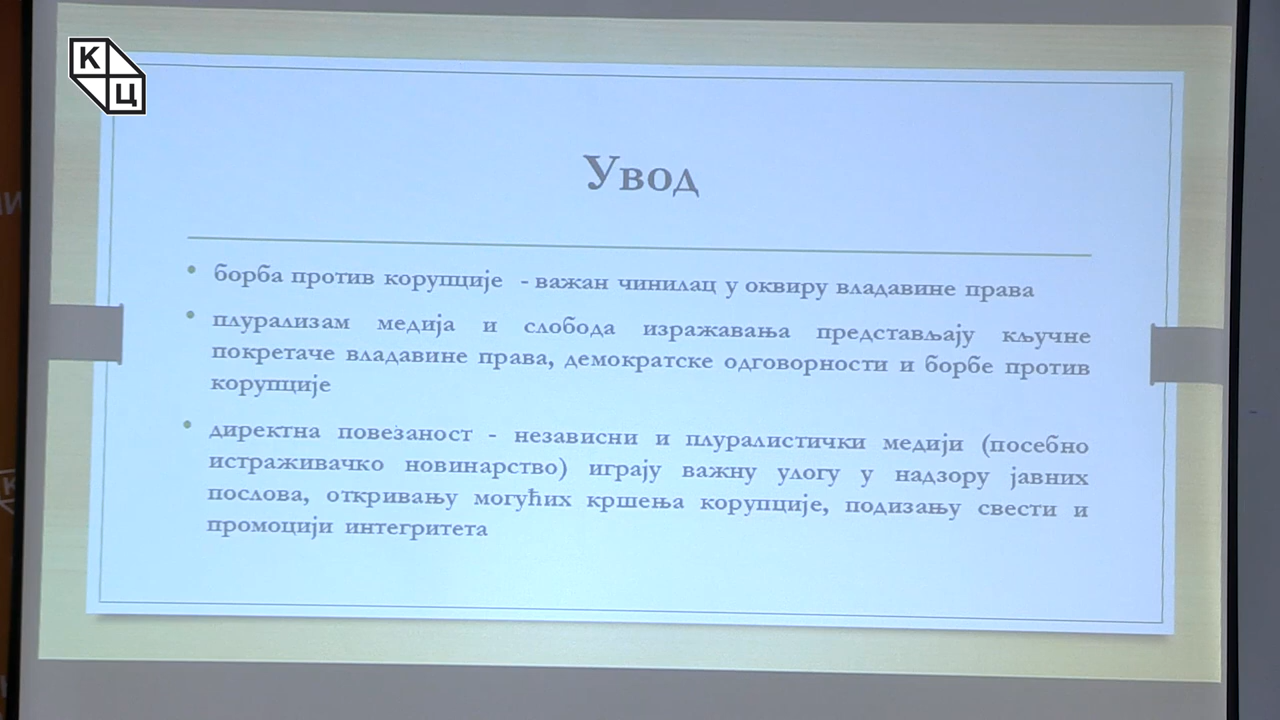 К
Ц
Увод
борба против корупције - важан чинилац у оквиру владавине права
плурализам медија и слобода изражавања представљају кључне
покретаче владавине права, демократске одговорности и борбе против
корупције
директна повезаност - независни и плуралистички медији (посебно
истраживачко новинарство) играју важну улогу у надзору јавних
послова, откривању могућих кршења корупције, подизању свести и
промоцији интегритета